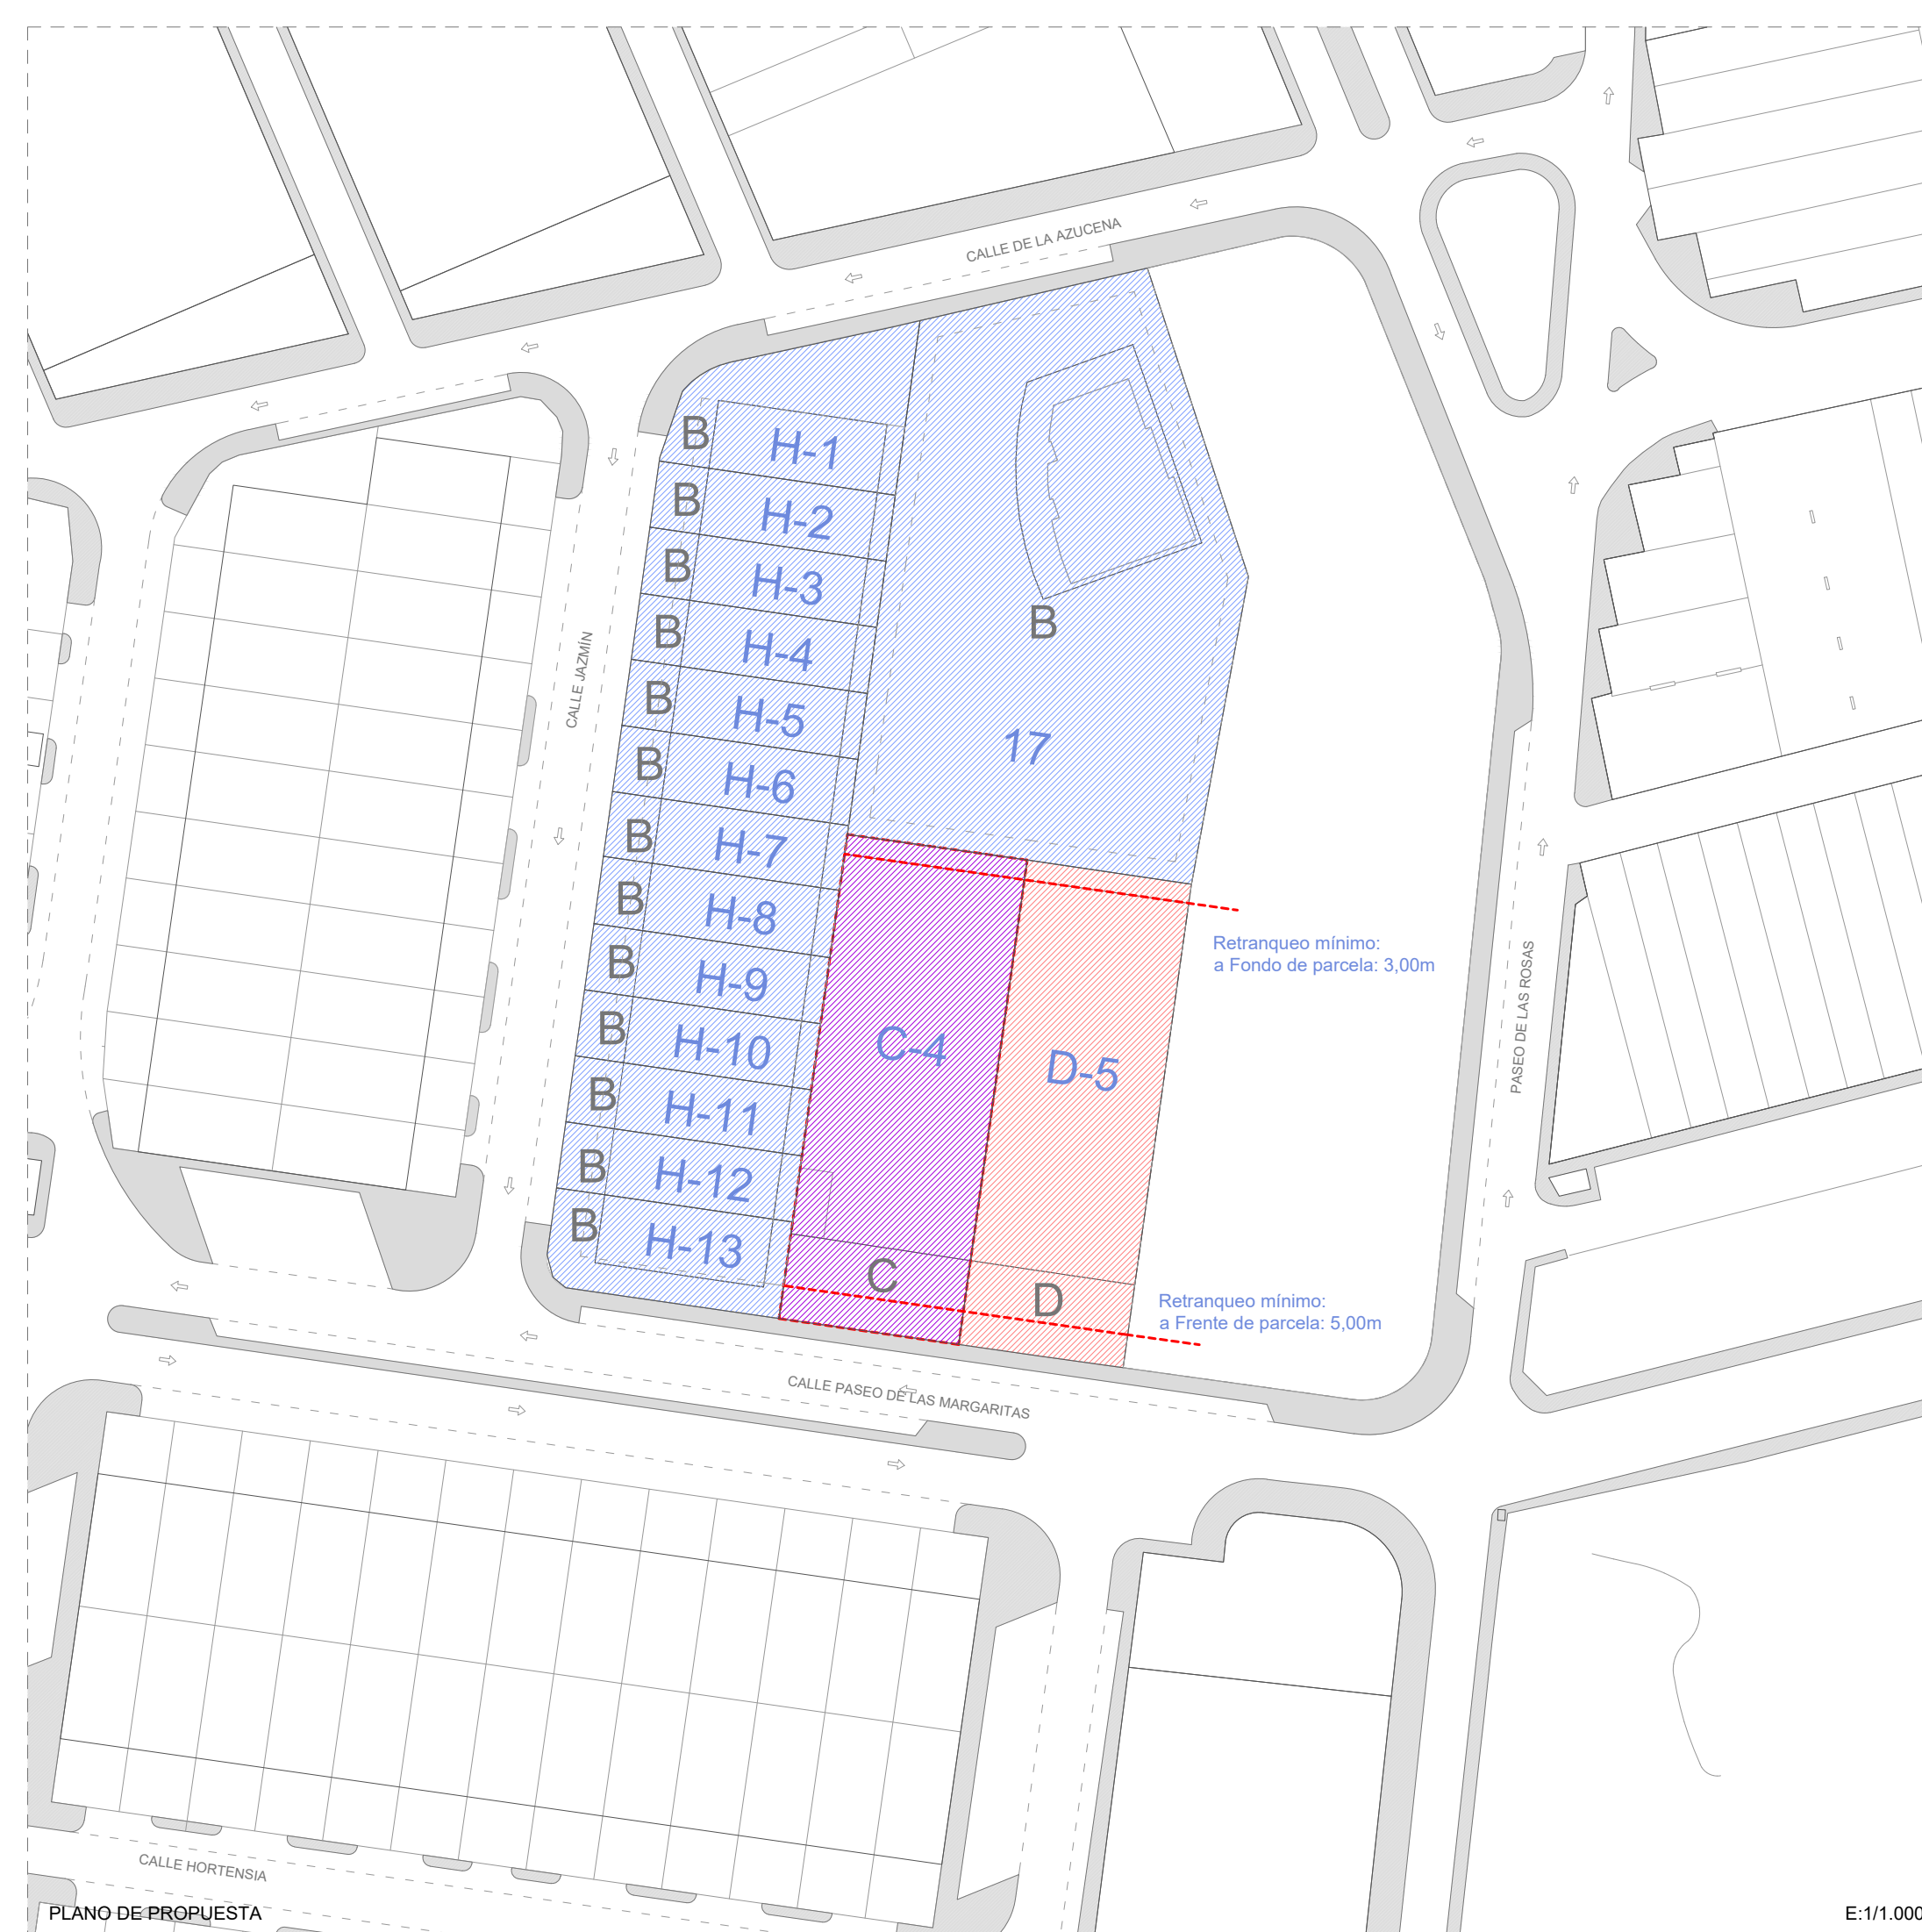 CALLE DE LA AZUCENA
B
H-1
B
H-2
B
H-3
B
H-4
B
H-5
B
H-6
B
H-7
B
H-8
B
H-9
B
H-10
B
H-11
B
H-12
B
H-13
B
17
CALLE JAZMÍN
C-4
D-5
C
D
Retranqueo mínimo:
a Fondo de parcela: 3,00m
PASEO DE LAS ROSAS
Retranqueo mínimo:
a Frente de parcela: 5,00m
CALLE PASEO DE LAS MARGARITAS
CALLE HORTENSIA
PLANO DE PROPUESTA
E:1/1.000